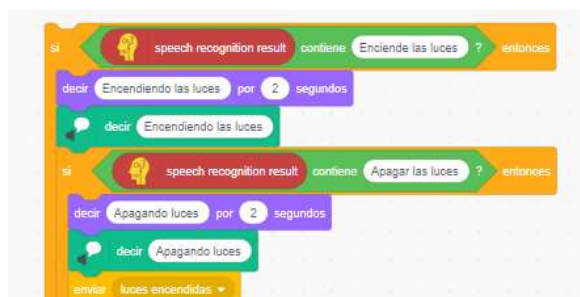 si speech recognition result contiene Enciende las luces ? entonces
decir Encendiendo las luces por 2 segundos
decir Encendiendo las luces
si speech recognition result contiene Apagar las luces ? entonces
decir Apagando luces por 2 segundos
decir Apagando luces
enviar luces encendidas